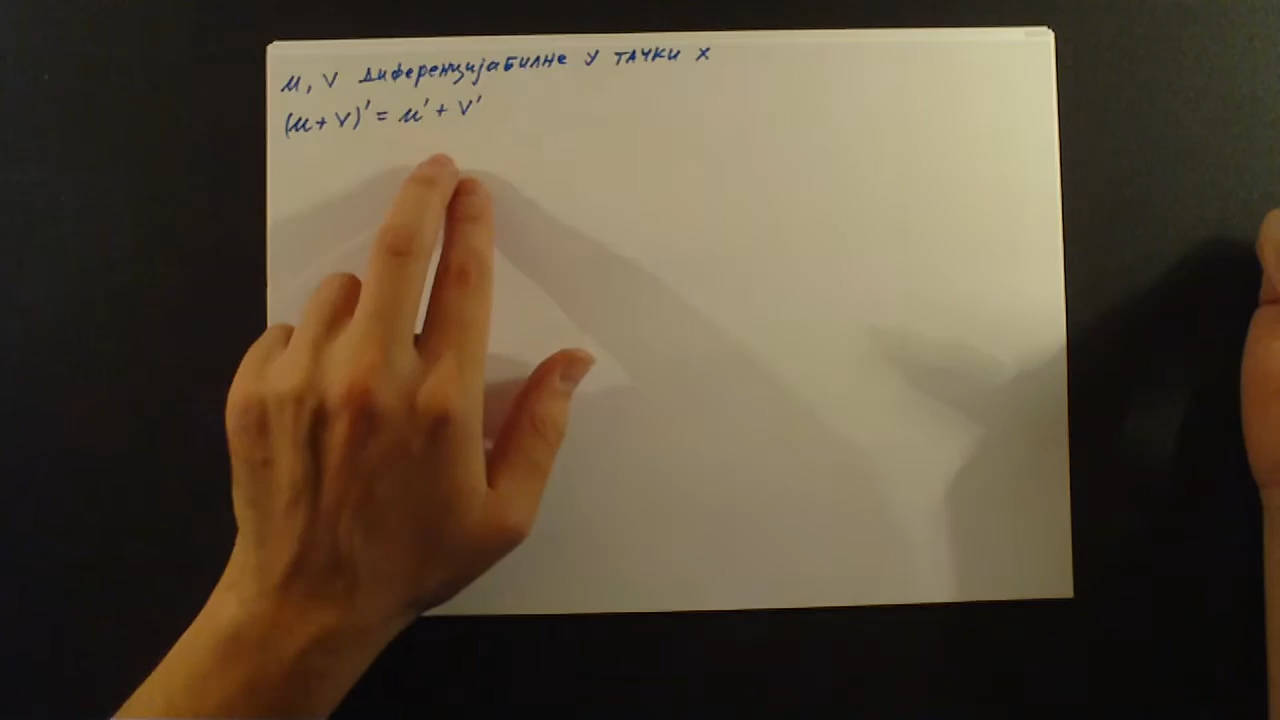 u, v диференцијабилне у тачки x
(u+v)' = u' + v'